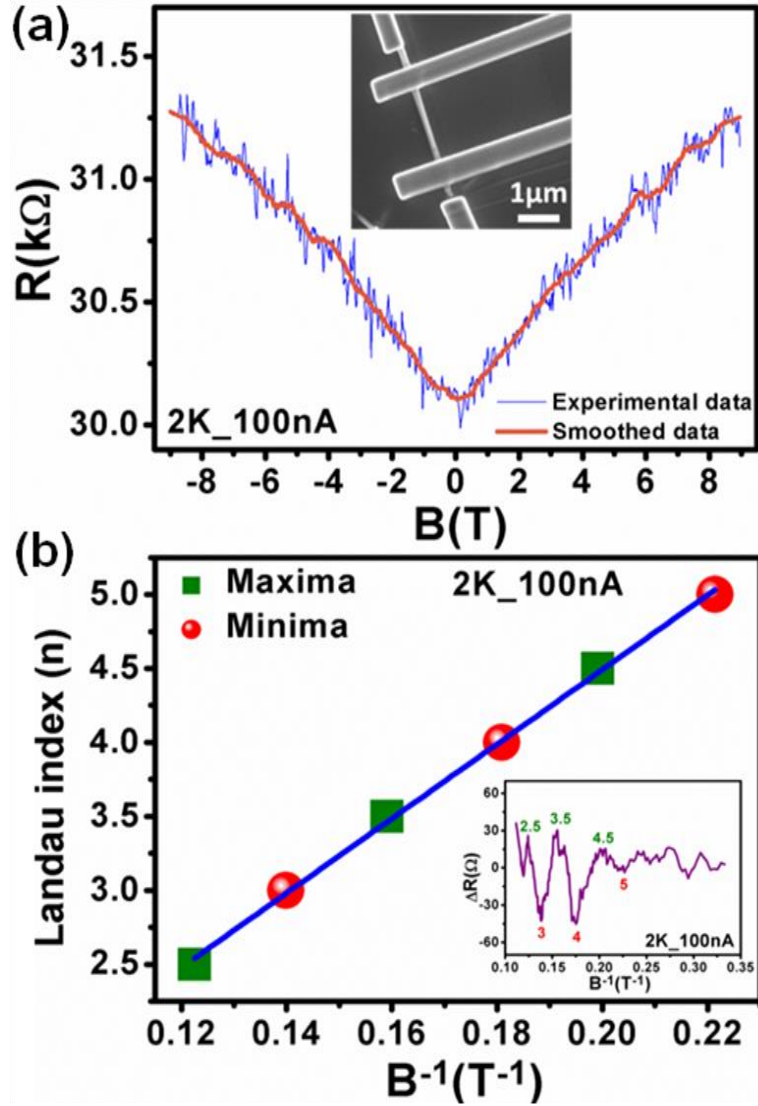 (a)
31.5
31.0
30.5
30.0
R(kΩ)
1μm
Experimental data
Smoothed data
2K_100nA
-8 -6 -4 -2 0 2 4 6 8
B(T)
(b)
Maxima
Minima
2K_100nA
5.0
4.5
4.0
3.5
3.0
2.5
Landau index (n)
60
30
0
-30
-60
ΔR(Ω)
2.5 3.5 4.5
3 4 5
2K_100nA
0.10 0.15 0.20 0.25 0.30 0.35
B-1(T-1)
0.12 0.14 0.16 0.18 0.20 0.22
B-1(T-1)